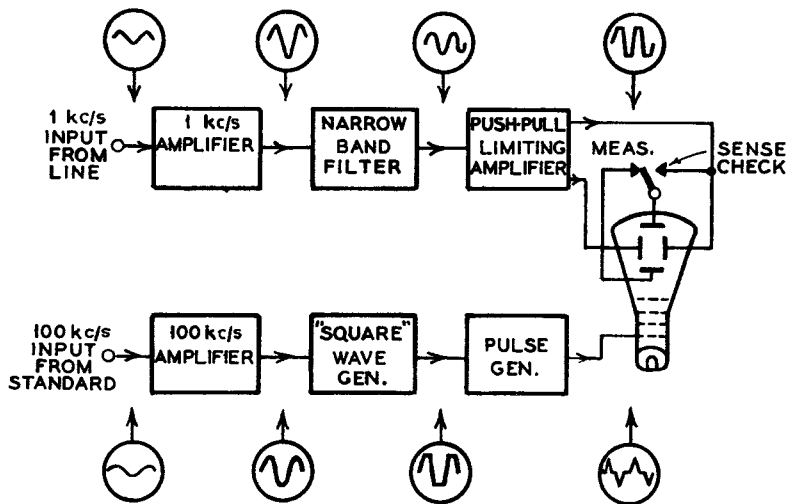 1 kc/s
INPUT
FROM
LINE
1 kc/s
AMPLIFIER
NARROW
BAND
FILTER
PUSH-PULL
LIMITING
AMPLIFIER
MEAS.
SENSE
CHECK
100 kc/s
INPUT
FROM
STANDARD
100 kc/s
AMPLIFIER
"SQUARE"
WAVE
GEN.
PULSE
GEN.